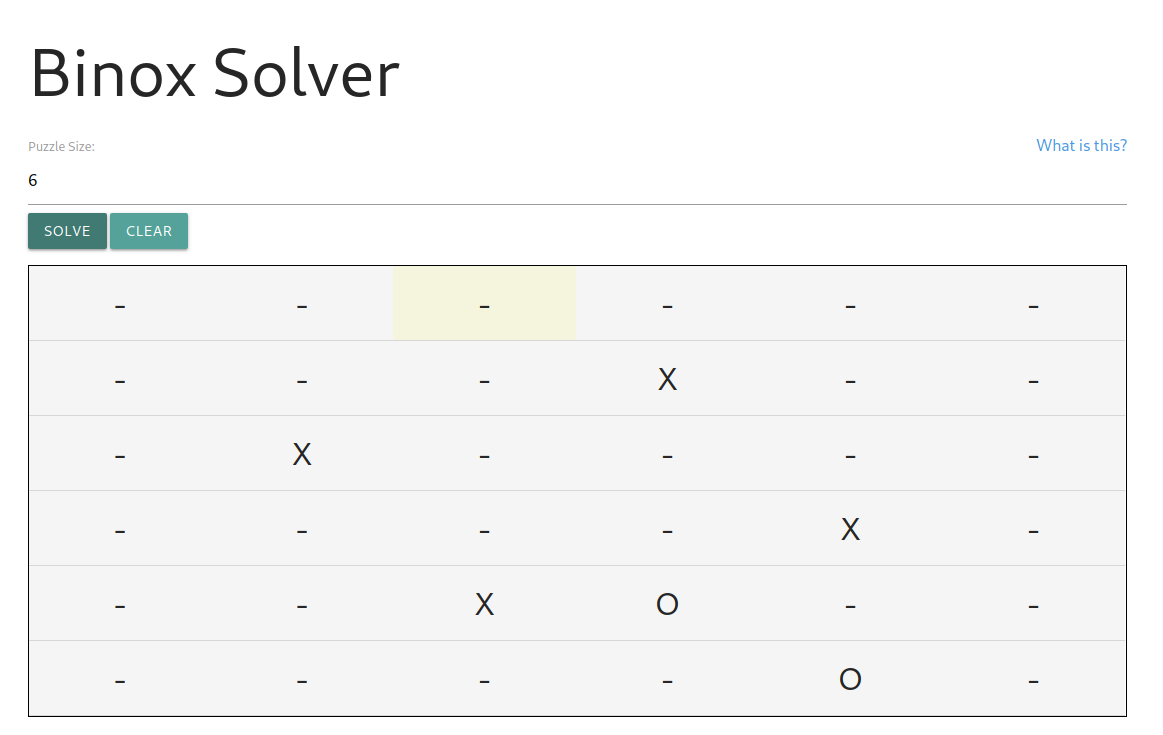 Binox Solver
Puzzle Size:
What is this?
6
SOLVE CLEAR
- - - - - -
- - - X - -
- X - - - -
- - - - X -
- - X O - -
- - - - O -